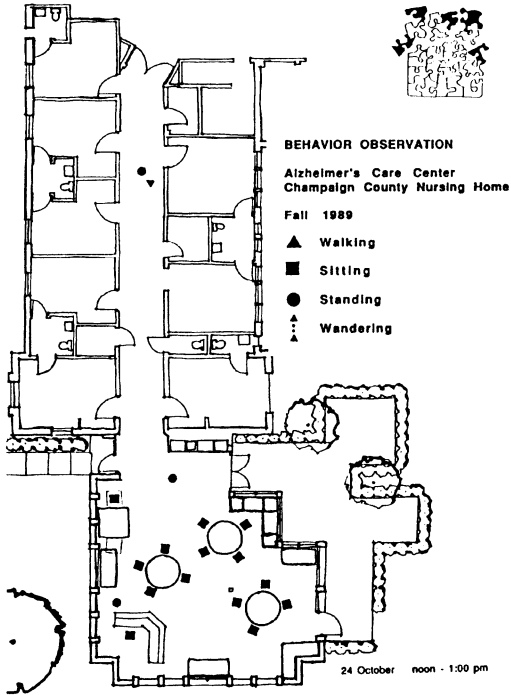 BEHAVIOR OBSERVATION
Alzheimer's Care Center
Champaign County Nursing Home
Fall 1989
Walking
Sitting
Standing
Wandering
24 October noon - 1:00 pm